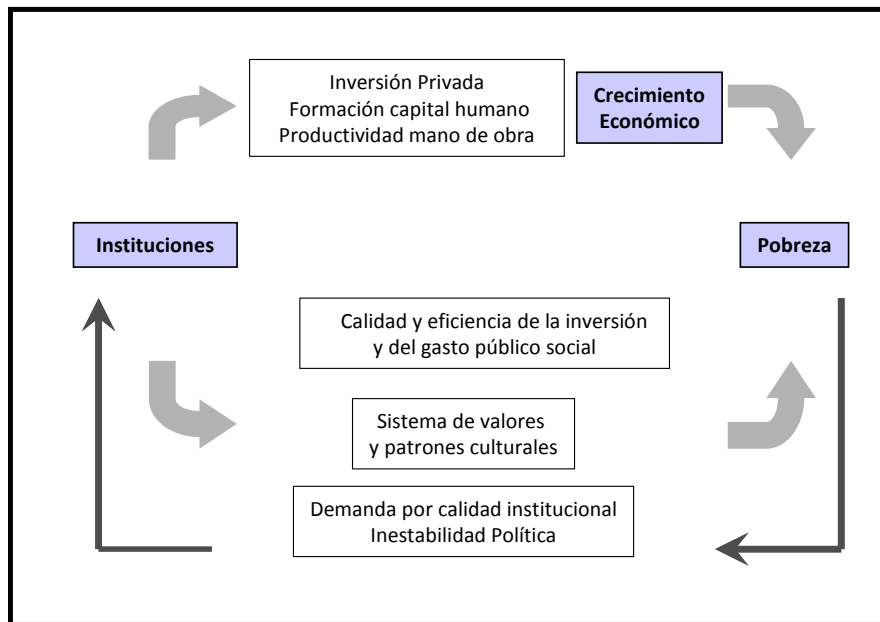 Inversión Privada
Formación capital humano
Productividad mano de obra
Crecimiento
Económico
Instituciones
Pobreza
Calidad y eficiencia de la inversión
y del gasto público social
Sistema de valores
y patrones culturales
Demanda por calidad institucional
Inestabilidad Política